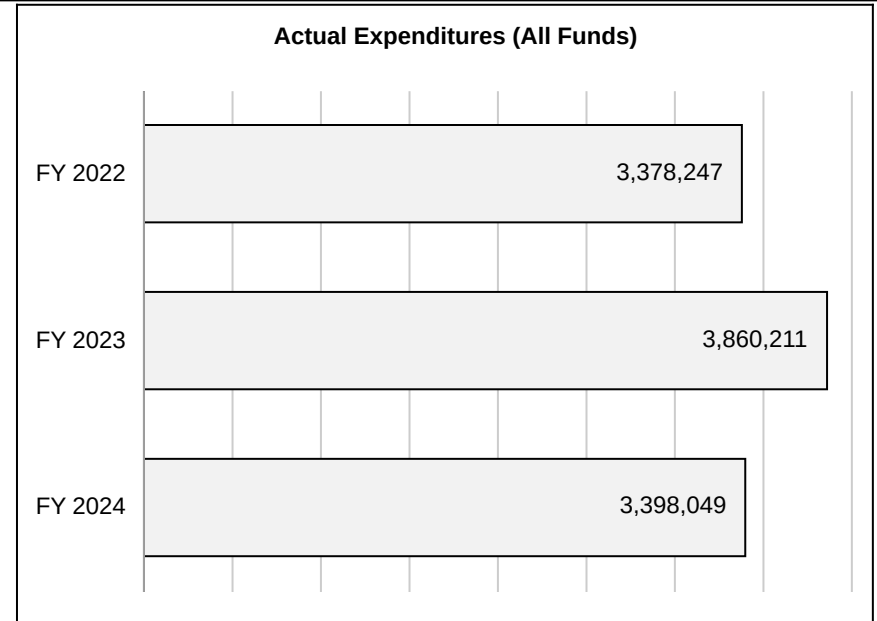 Actual Expenditures (All Funds)
FY 2022 3,378,247
FY 2023 3,860,211
FY 2024 3,398,049